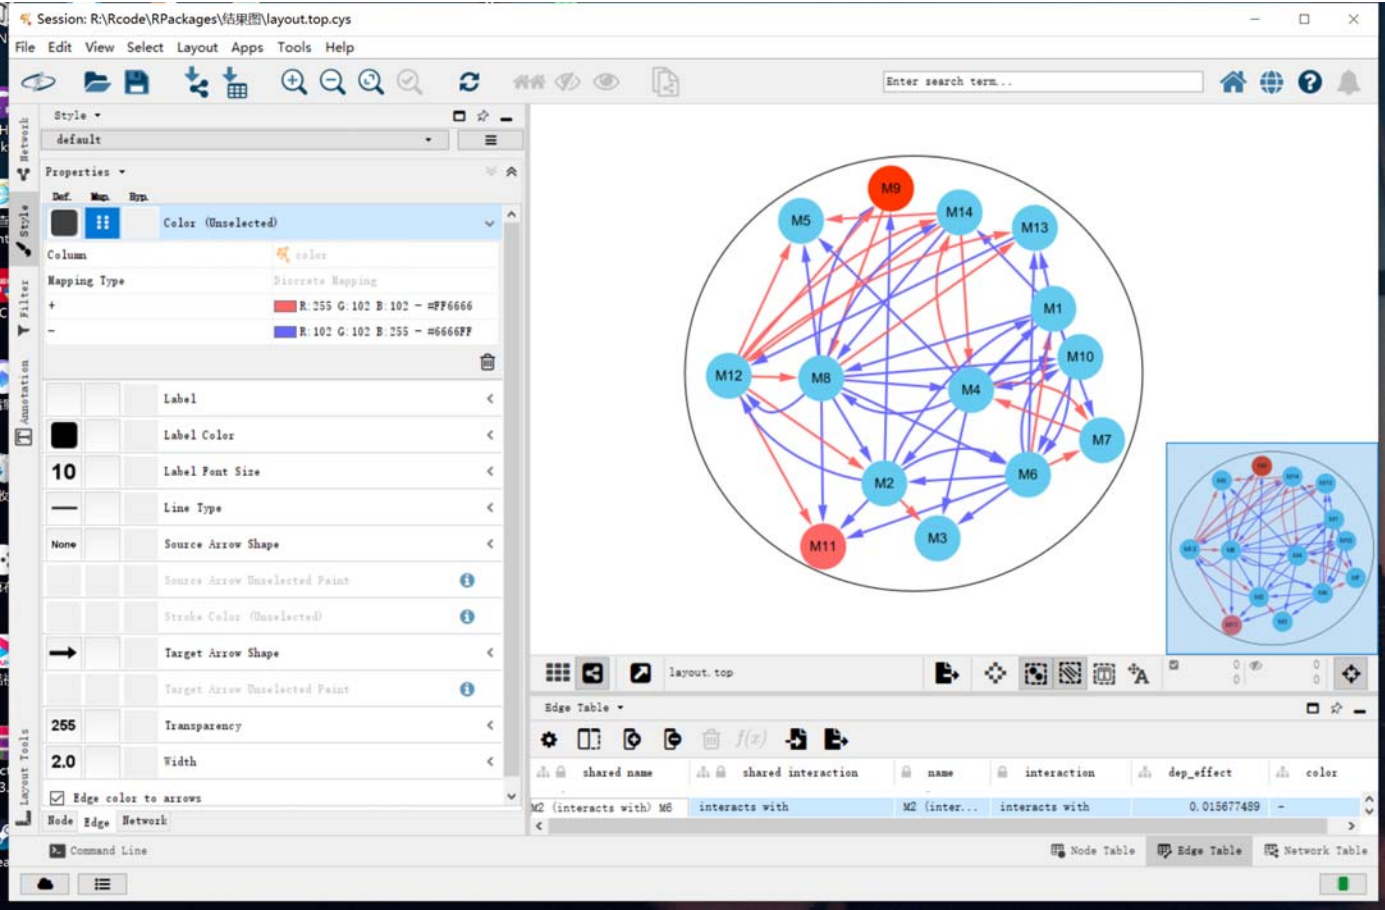 Session: R:\Rcode\RPackages\结果图\layout.top.cys
File Edit View Select Layout Apps Tools Help
Enter search term...
Network
Style
Filter
Annotation
Layout Tools
Style
default
Properties
Def. Map. Byp.
Color (Unselected)
Column color
Mapping Type Discrete Mapping
+ R:255 G:102 B:102 - #FF6666
- R:102 G:102 B:255 - #6666FF
Label
Label Color
10 Label Font Size
Line Type
None Source Arrow Shape
Source Arrow Unselected Paint
Stroke Color (Unselected)
Target Arrow Shape
Target Arrow Unselected Paint
255 Transparency
2.0 Width
Edge color to arrows
Node Edge Network
M9
M5
M14
M13
M1
M10
M12
M8
M4
M7
M6
M2
M11
M3
layout.top
0 0
0 0
Edge Table
f(x)
shared name shared interaction name interaction dep_effect color
M2 (interacts with) M6 interacts with M2 (inter... interacts with 0.015677489 -
Command Line
Node Table Edge Table Network Table